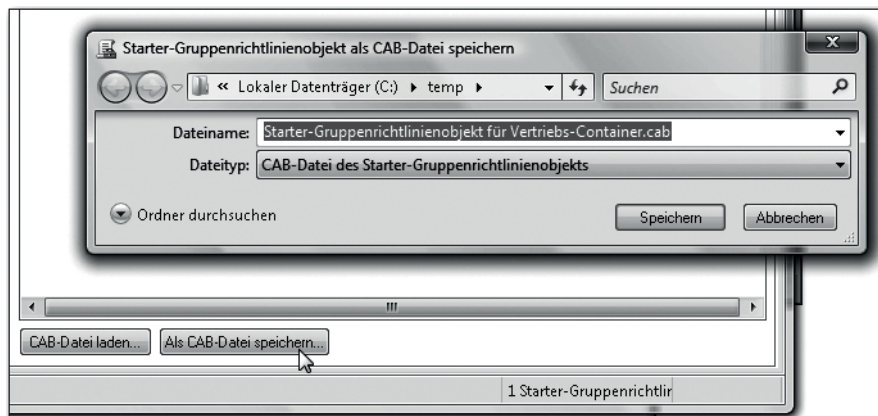 Starter-Gruppenrichtlinienobjekt als CAB-Datei speichern
« Lokaler Datenträger (C:) temp Suchen
Dateiname: Starter-Gruppenrichtlinienobjekt für Vertriebs-Container.cab
Dateityp: CAB-Datei des Starter-Gruppenrichtlinienobjekts
Ordner durchsuchen Speichern Abbrechen
CAB-Datei laden... Als CAB-Datei speichern...
1 Starter-Gruppenrichtlir